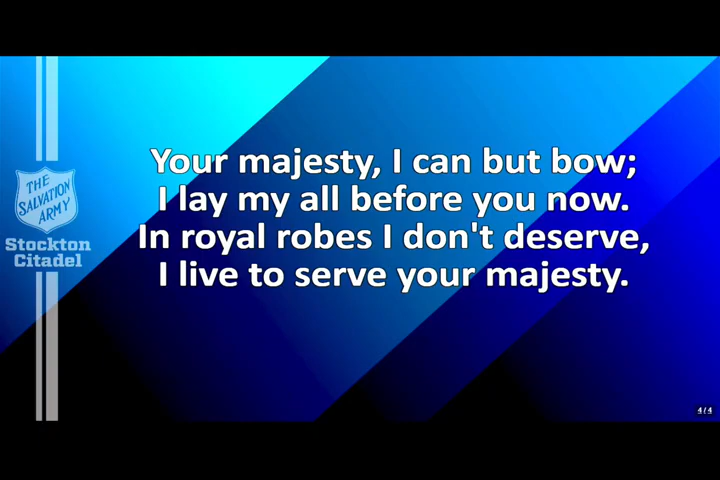 Your majesty, I can but bow;
I lay my all before you now.
In royal robes I don't deserve,
I live to serve your majesty.
THE
SALVATION
ARMY
Stockton
Citadel
4/4